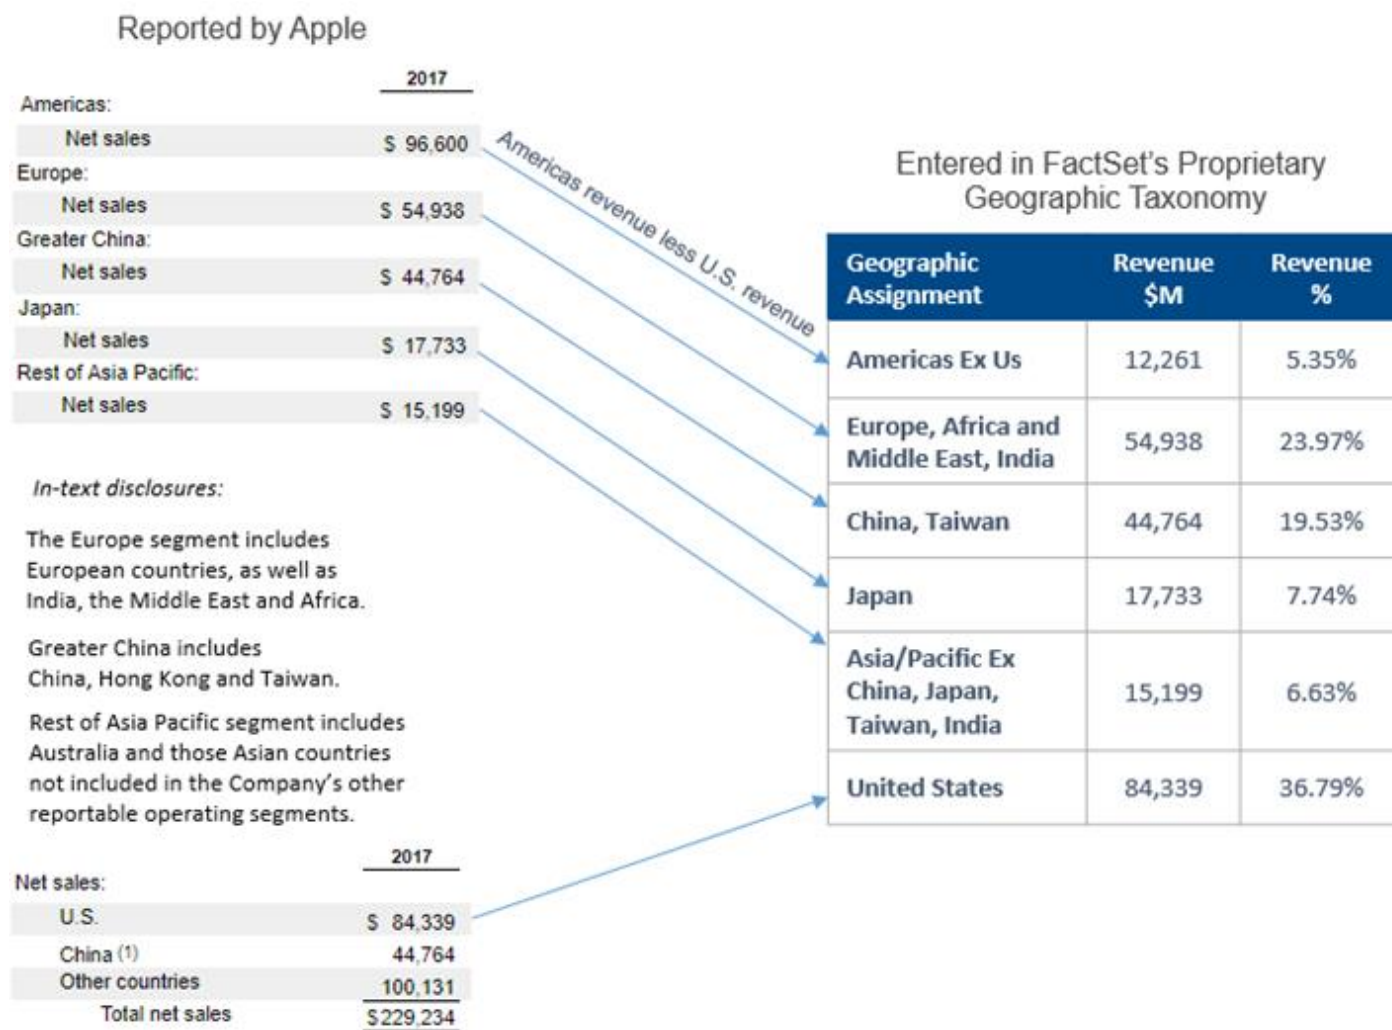 Reported by Apple
2017
Americas:
Net sales $ 96,600
Europe:
Net sales $ 54,938
Greater China:
Net sales $ 44,764
Japan:
Net sales $ 17,733
Rest of Asia Pacific:
Net sales $ 15,199
In-text disclosures:
The Europe segment includes
European countries, as well as
India, the Middle East and Africa.
Greater China includes
China, Hong Kong and Taiwan.
Rest of Asia Pacific segment includes
Australia and those Asian countries
not included in the Company's other
reportable operating segments.
2017
Net sales:
U.S. $ 84,339
China (1) 44,764
Other countries 100,131
Total net sales $229,234
Americas revenue less U.S. revenue
Entered in FactSet's Proprietary
Geographic Taxonomy
Geographic Revenue Revenue
Assignment $M %
Americas Ex Us 12,261 5.35%
Europe, Africa and
Middle East, India 54,938 23.97%
China, Taiwan 44,764 19.53%
Japan 17,733 7.74%
Asia/Pacific Ex
China, Japan, 15,199 6.63%
Taiwan, India
United States 84,339 36.79%